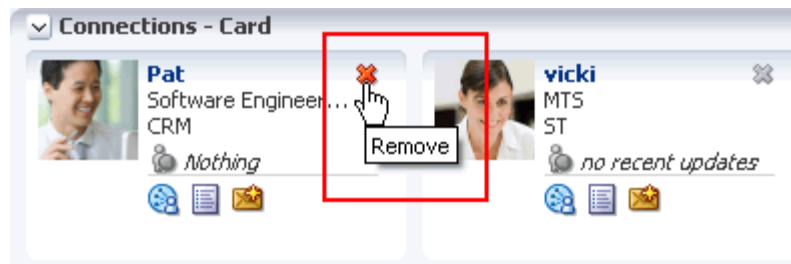 Connections - Card
Pat
Software Engineer...
CRM
Nothing
Remove
vicki
MTS
ST
no recent updates